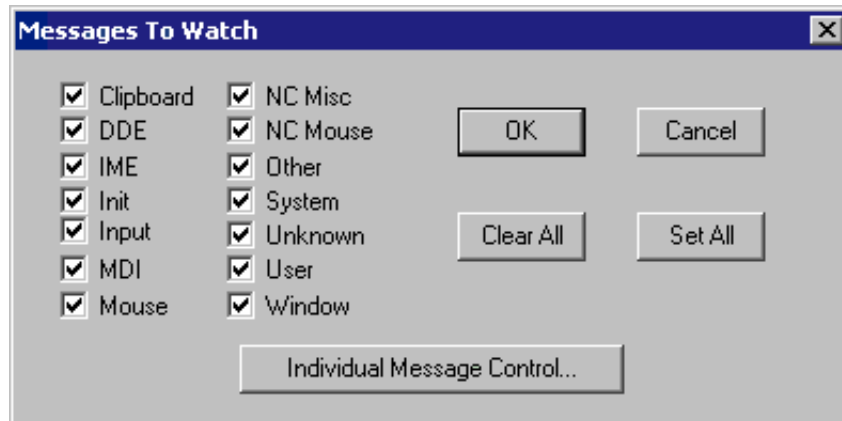 Messages To Watch
Clipboard
DDE
IME
Init
Input
MDI
Mouse
NC Misc
NC Mouse
Other
System
Unknown
User
Window
OK
Cancel
Clear All
Set All
Individual Message Control...